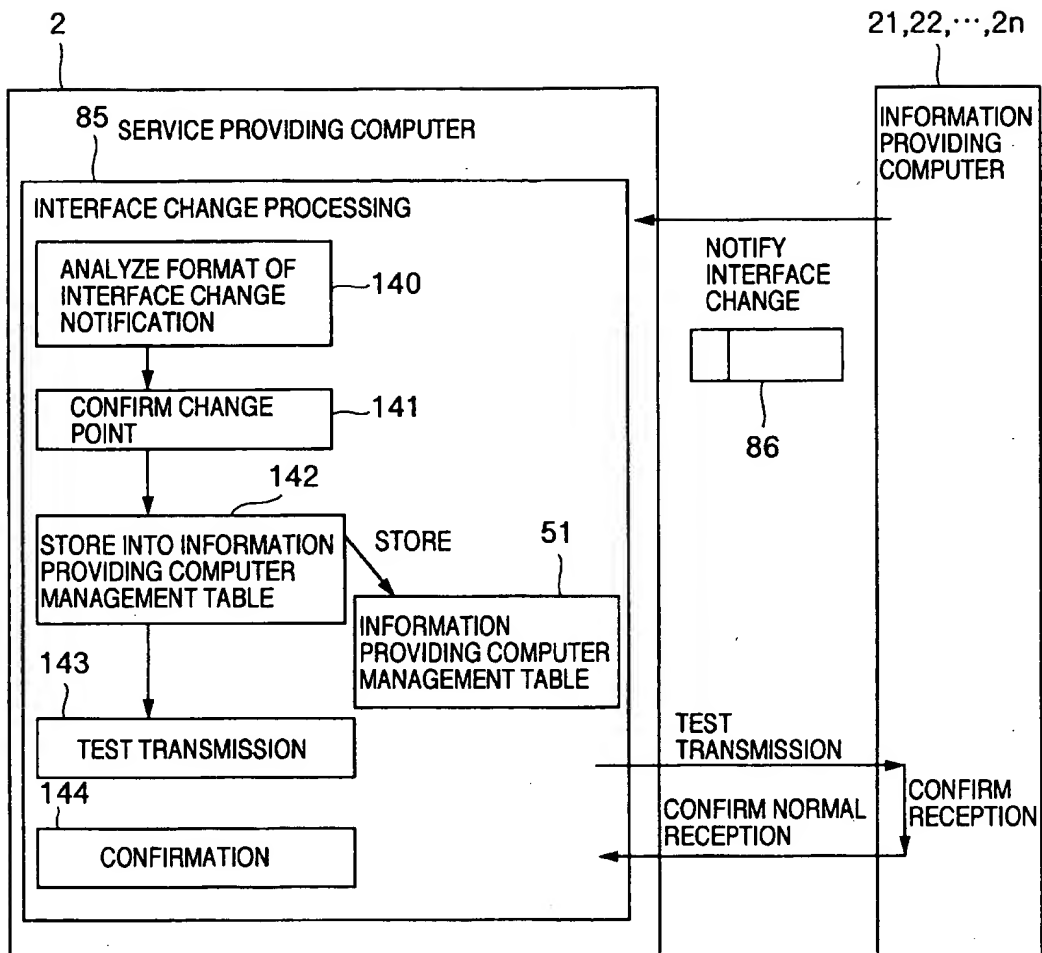 2
21,22,···,2n
85
SERVICE PROVIDING COMPUTER
INFORMATION
PROVIDING
COMPUTER
INTERFACE CHANGE PROCESSING
ANALYZE FORMAT OF
INTERFACE CHANGE
NOTIFICATION
140
NOTIFY
INTERFACE
CHANGE
86
CONFIRM CHANGE
POINT
141
142
STORE INTO INFORMATION
PROVIDING COMPUTER
MANAGEMENT TABLE
STORE
51
INFORMATION
PROVIDING COMPUTER
MANAGEMENT TABLE
143
TEST TRANSMISSION
TEST
TRANSMISSION
CONFIRM
RECEPTION
CONFIRM NORMAL
RECEPTION
144
CONFIRMATION